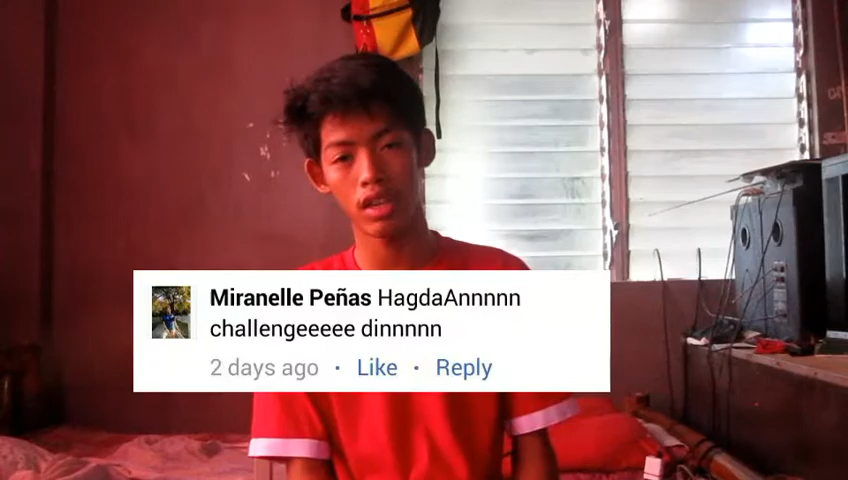 Miranelle Peñas HagdaAnnnnn
challengeeeee dinnnnn
2 days ago · Like · Reply